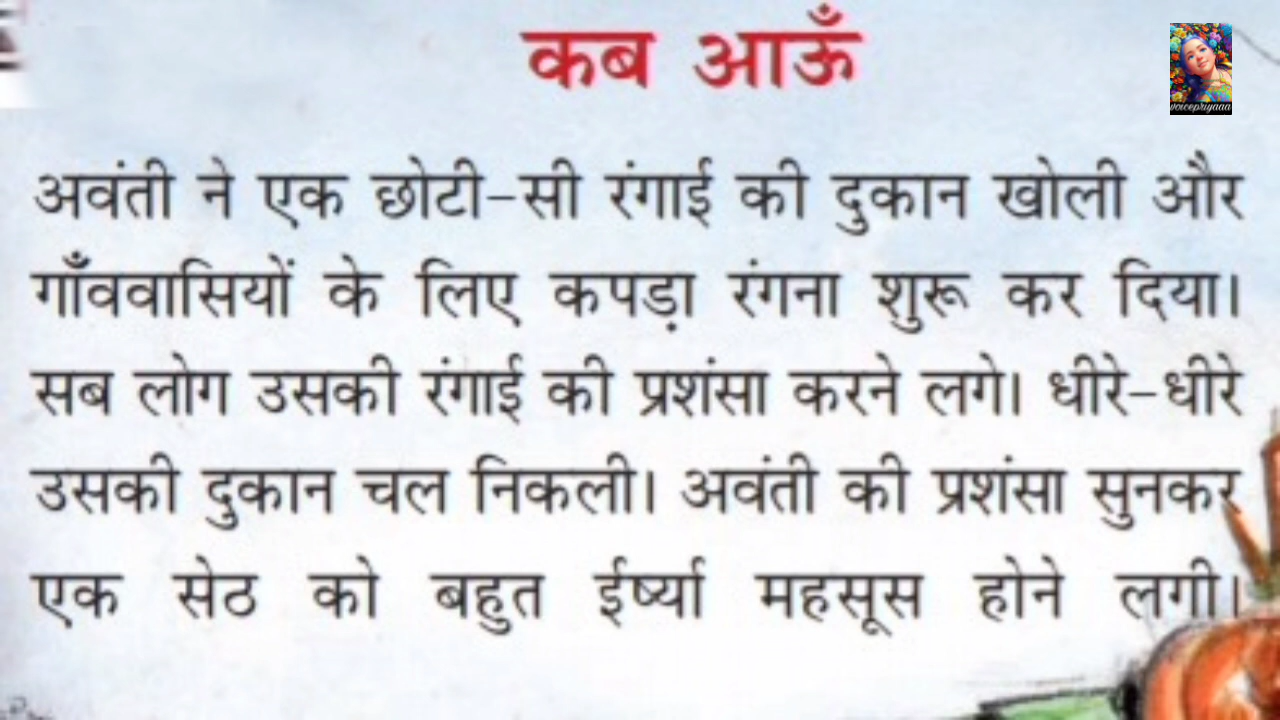 कब आऊँ
अवंती ने एक छोटी-सी रंगाई की दुकान खोली और
गाँववासियों के लिए कपड़ा रंगना शुरू कर दिया।
सब लोग उसकी रंगाई की प्रशंसा करने लगे। धीरे-धीरे
उसकी दुकान चल निकली। अवंती की प्रशंसा सुनकर
एक सेठ को बहुत ईर्ष्या महसूस होने लगी।
voicepriyaaa